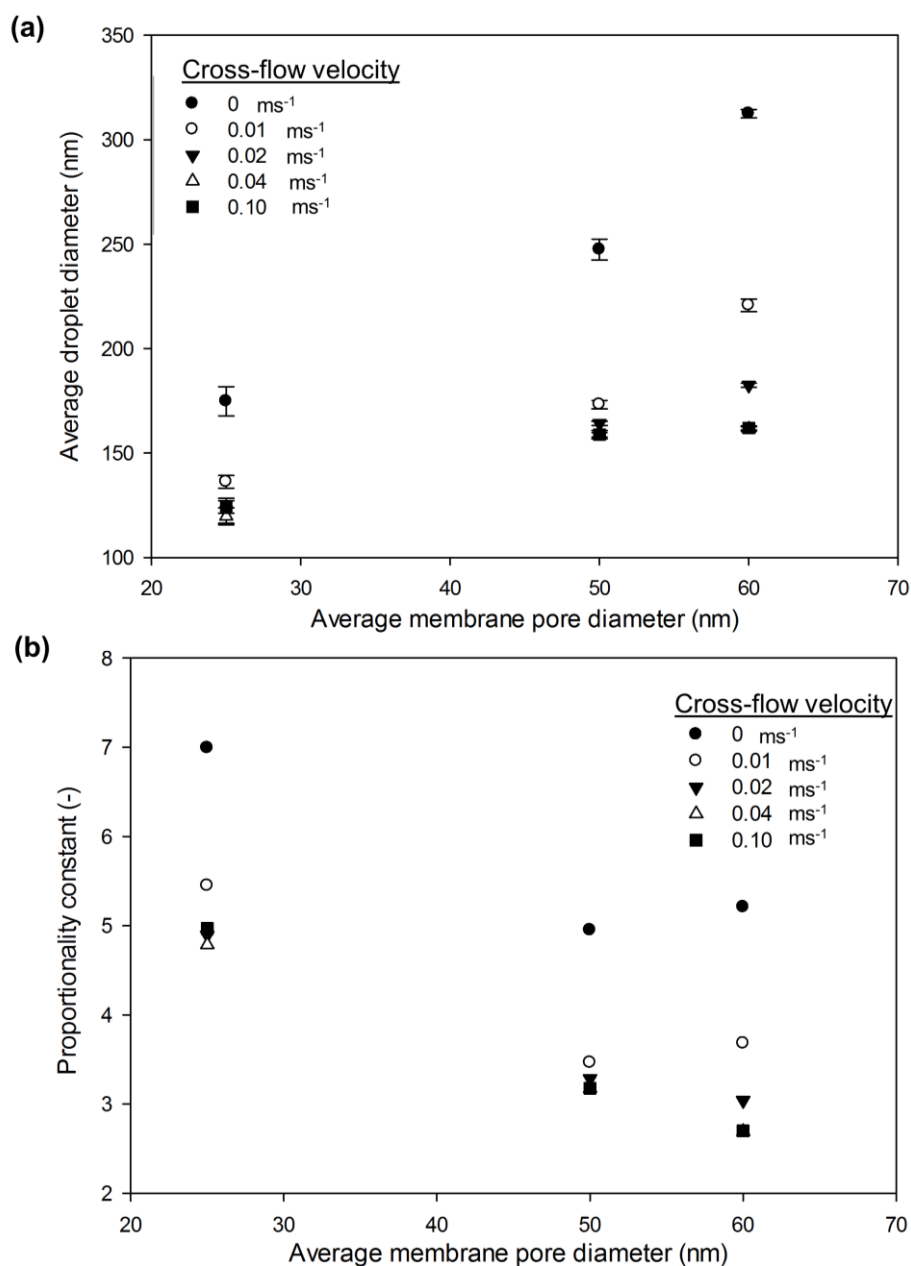 (a)
350
300
250
200
150
100
Average droplet diameter (nm)
Cross-flow velocity
0 ms⁻¹
0.01 ms⁻¹
0.02 ms⁻¹
0.04 ms⁻¹
0.10 ms⁻¹
20 30 40 50 60 70
Average membrane pore diameter (nm)
(b)
8
7
6
5
4
3
2
Proportionality constant (-)
Cross-flow velocity
0 ms⁻¹
0.01 ms⁻¹
0.02 ms⁻¹
0.04 ms⁻¹
0.10 ms⁻¹
20 30 40 50 60 70
Average membrane pore diameter (nm)